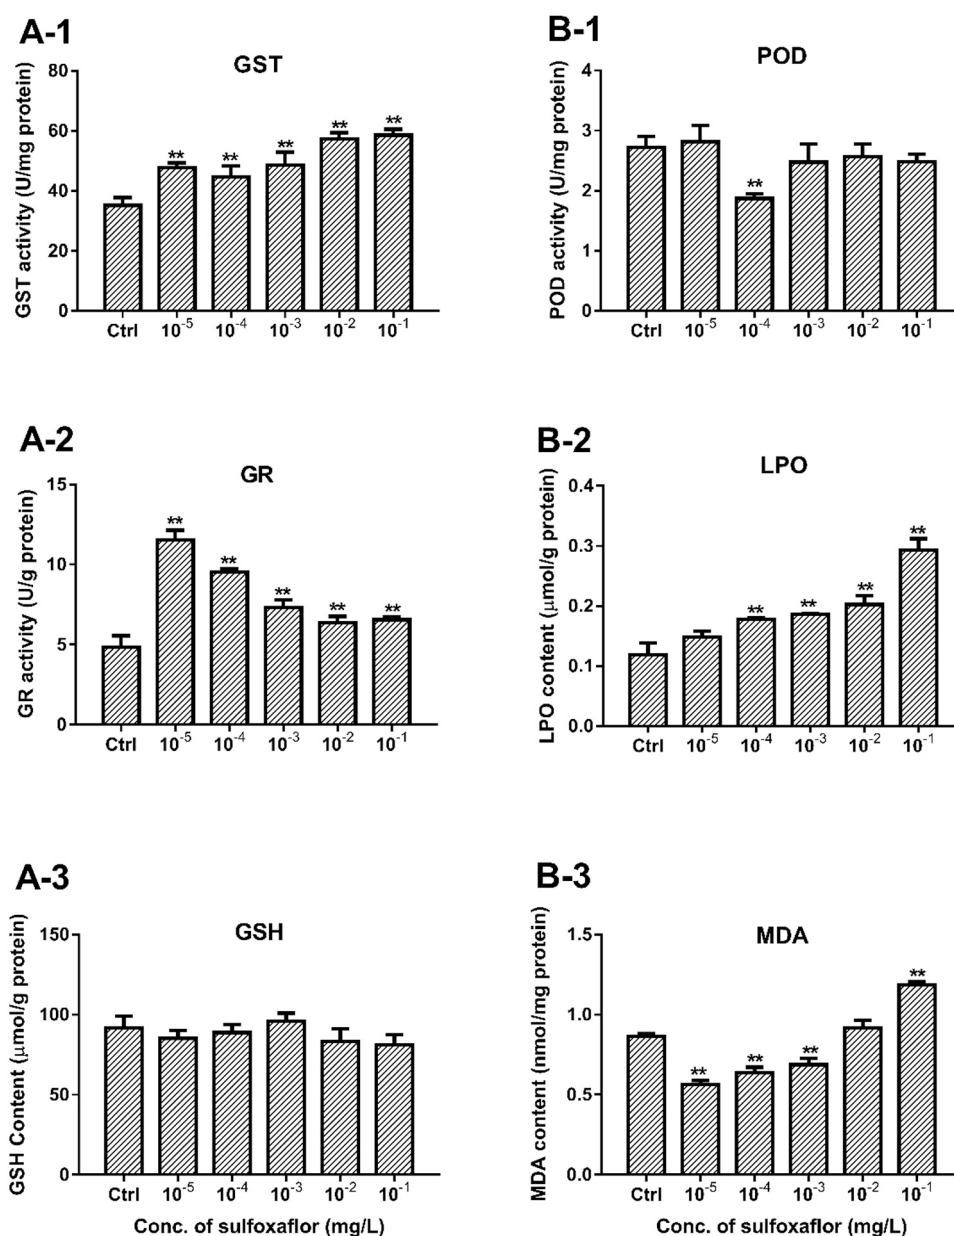 A-1
GST
GST activity (U/mg protein)
80
60
40
20
0
** ** ** ** **
Ctrl 10⁻⁵ 10⁻⁴ 10⁻³ 10⁻² 10⁻¹
B-1
POD
POD activity (U/mg protein)
4
3
2
1
0
**
Ctrl 10⁻⁵ 10⁻⁴ 10⁻³ 10⁻² 10⁻¹
A-2
GR
GR activity (U/g protein)
15
10
5
0
** ** ** ** **
Ctrl 10⁻⁵ 10⁻⁴ 10⁻³ 10⁻² 10⁻¹
B-2
LPO
LPO content (μmol/g protein)
0.4
0.3
0.2
0.1
0.0
** ** ** **
Ctrl 10⁻⁵ 10⁻⁴ 10⁻³ 10⁻² 10⁻¹
A-3
GSH
GSH Content (μmol/g protein)
150
100
50
0
Ctrl 10⁻⁵ 10⁻⁴ 10⁻³ 10⁻² 10⁻¹
Conc. of sulfoxaflor (mg/L)
B-3
MDA
MDA content (nmol/mg protein)
1.5
1.0
0.5
0.0
** ** ** **
Ctrl 10⁻⁵ 10⁻⁴ 10⁻³ 10⁻² 10⁻¹
Conc. of sulfoxaflor (mg/L)